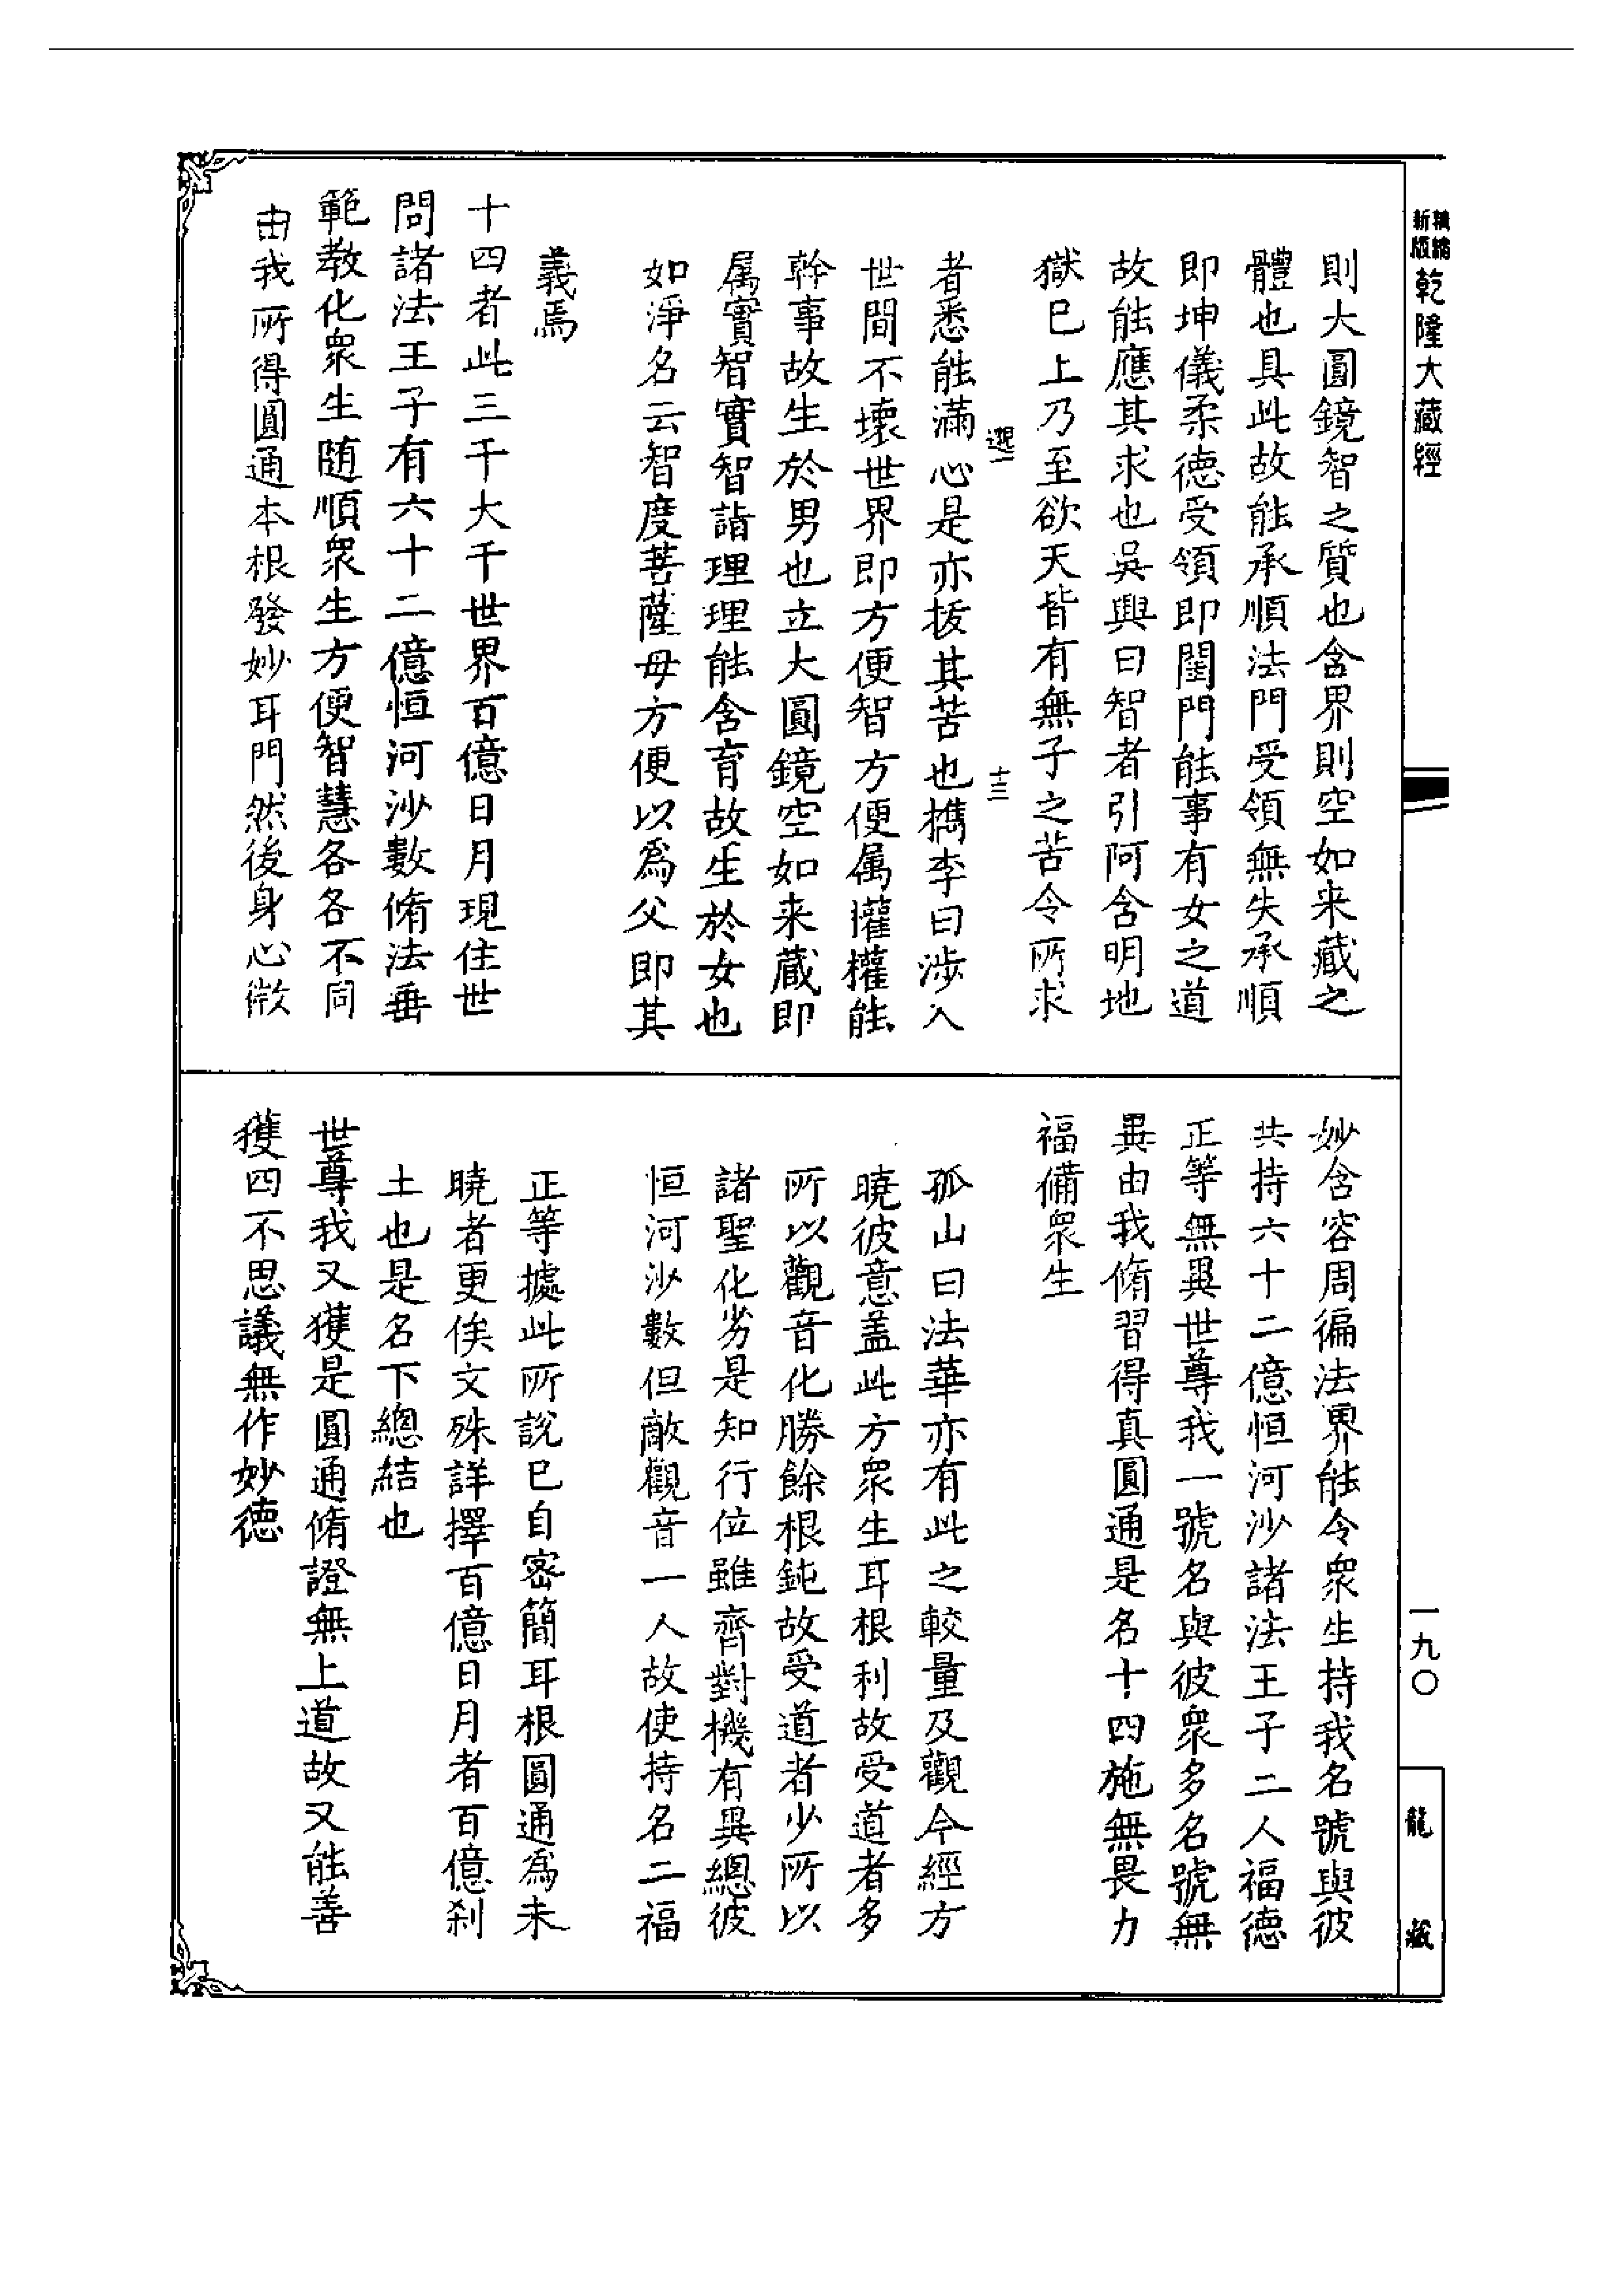 精縮新版乾隆大藏經
則大圓鏡智之質也含界則空如来藏之
體也具此故能承順法門受領無失承順
即坤儀柔德受領即閨門能事有女之道
故能應其求也吳興曰智者引阿含明地
獄巳上乃至欲天皆有無子之苦令所求
選一
十三
者悉能滿心是亦拔其苦也檇李曰涉入
世間不壞世界即方便智方便属權權能
幹事故生於男也立大圓鏡空如来蔵即
属實智實智詣理理能含育故生於女也
如淨名云智度菩薩母方便以爲父即其
義焉
十四者此三千大千世界百億日月現住世
間諸法王子有六十二億恒河沙數脩法垂
範教化衆生随順衆生方便智慧各各不同
由我所得圓通本根發妙耳門然後身心微
妙含容周徧法界能令衆生持我名號與彼
共持六十二億恒河沙諸法王子二人福德
正等無異世尊我一號名與彼衆多名號無
異由我脩習得真圓通是名十四施無畏力
福備衆生
孤山曰法華亦有此之較量及觀今經方
曉彼意盖此方衆生耳根利故受道者多
所以觀音化勝餘根鈍故受道者少所以
諸聖化劣是知行位雖齊對機有異總彼
恒河沙數但敵觀音一人故使持名二福
正等據此所說巳自密簡耳根圓通爲未
曉者更俟文殊詳擇百億日月者百億刹
土也是名下總結也
世尊我又獲是圓通脩證無上道故又能善
獲四不思議無作妙德
一九〇
龍藏